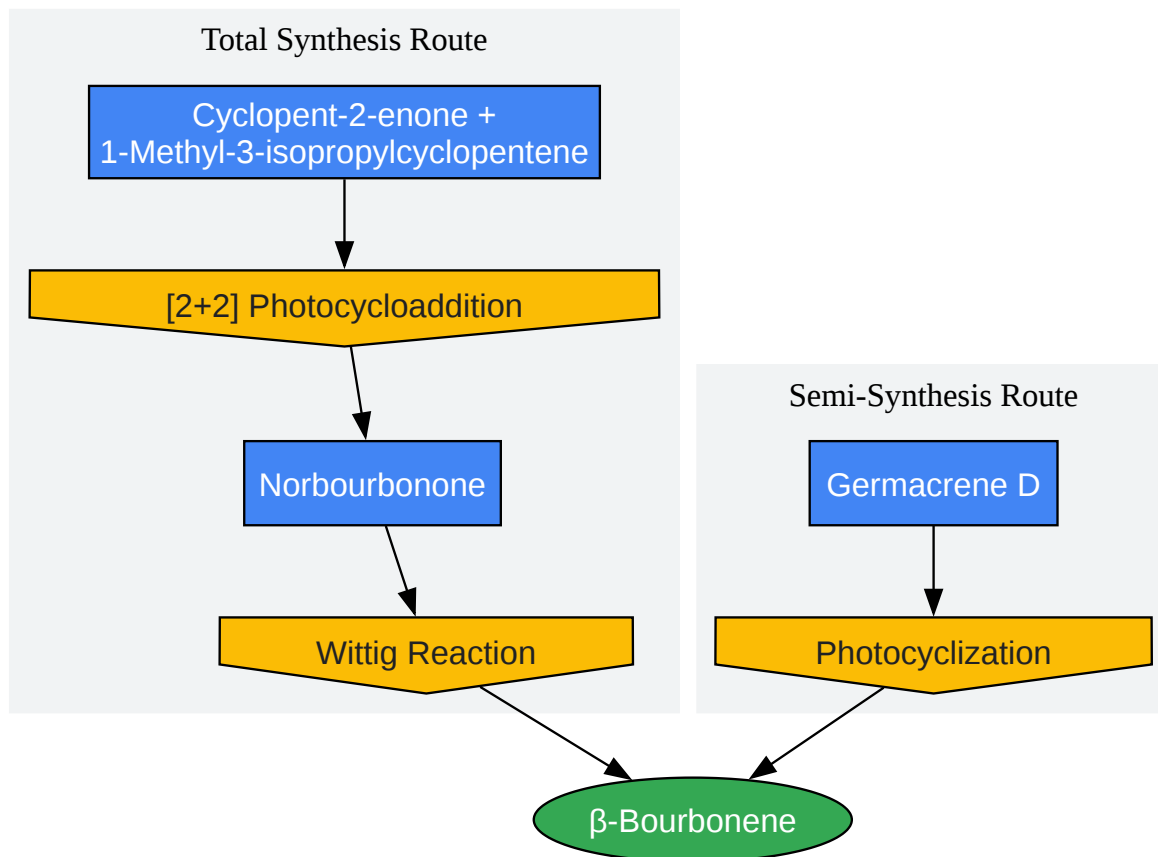 Total Synthesis Route
Cyclopent-2-enone +
1-Methyl-3-isopropylcyclopentene
[2+2] Photocycloaddition
Norbourbonone
Wittig Reaction
Semi-Synthesis Route
Germacrene D
Photocyclization
β-Bourbonene